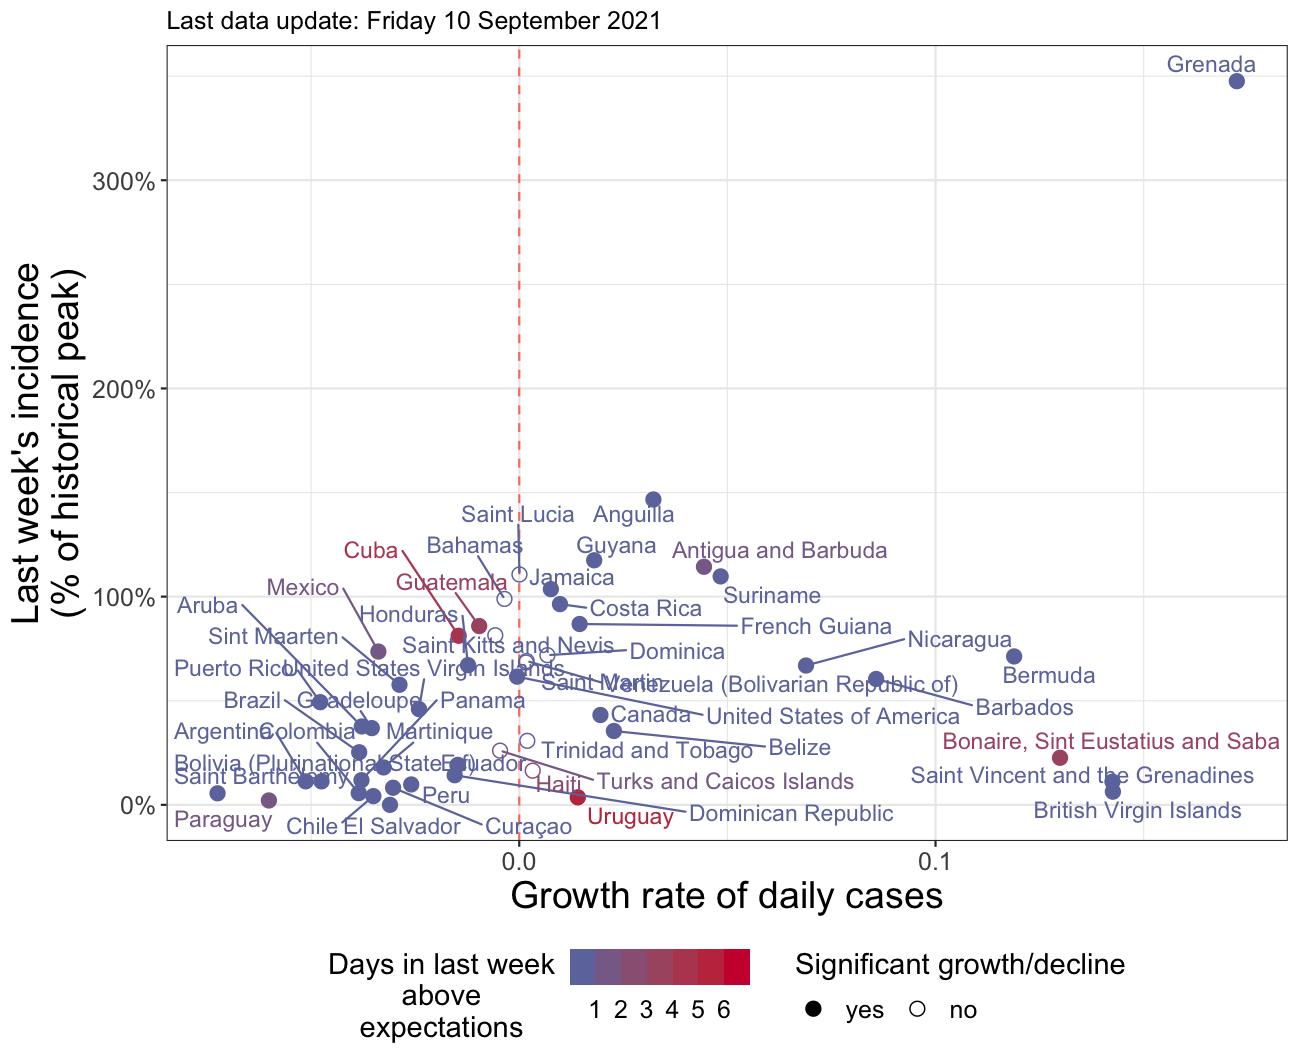 Last data update: Friday 10 September 2021
Last week's incidence
(% of historical peak)
300%
200%
100%
0%
Grenada
Saint Lucia
Anguilla
Bahamas
Guyana
Cuba
Antigua and Barbuda
Guatemala
Jamaica
Mexico
Suriname
Aruba
Honduras
Costa Rica
French Guiana
Sint Maarten
Saint Kitts and Nevis
Dominica
Nicaragua
Puerto Rico
United States Virgin Islands
Bermuda
Saint Martin
Venezuela (Bolivarian Republic of)
Brazil
Guadeloupe
Panama
Barbados
Canada
United States of America
Argentina
Colombia
Martinique
Trinidad and Tobago
Belize
Bonaire, Sint Eustatius and Saba
Bolivia (Plurinational State of)
Ecuador
Saint Barthélemy
Saint Vincent and the Grenadines
Haiti
Turks and Caicos Islands
Peru
Paraguay
Uruguay
Dominican Republic
British Virgin Islands
Chile
El Salvador
Curaçao
0.0
0.1
Growth rate of daily cases
Days in last week
above
expectations
1 2 3 4 5 6
Significant growth/decline
yes
no